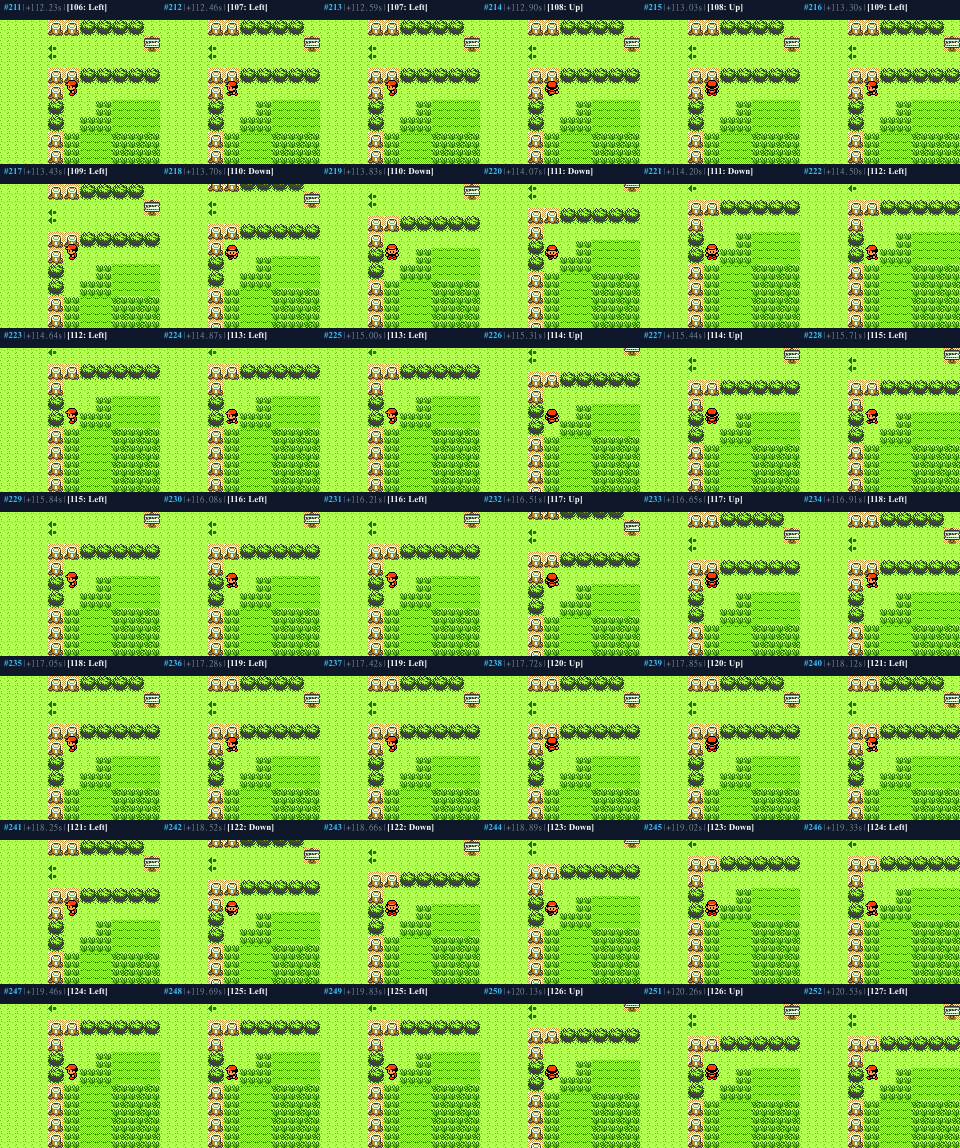 #211|+112.23s|[106: Left] #212|+112.46s|[107: Left] #213|+112.59s|[107: Left] #214|+112.90s|[108: Up] #215|+113.03s|[108: Up] #216|+113.30s|[109: Left]
#217|+113.43s|[109: Left] #218|+113.70s|[110: Down] #219|+113.83s|[110: Down] #220|+114.07s|[111: Down] #221|+114.20s|[111: Down] #222|+114.50s|[112: Left]
#223|+114.64s|[112: Left] #224|+114.87s|[113: Left] #225|+115.00s|[113: Left] #226|+115.31s|[114: Up] #227|+115.44s|[114: Up] #228|+115.71s|[115: Left]
#229|+115.84s|[115: Left] #230|+116.08s|[116: Left] #231|+116.21s|[116: Left] #232|+116.51s|[117: Up] #233|+116.65s|[117: Up] #234|+116.91s|[118: Left]
#235|+117.05s|[118: Left] #236|+117.28s|[119: Left] #237|+117.42s|[119: Left] #238|+117.72s|[120: Up] #239|+117.85s|[120: Up] #240|+118.12s|[121: Left]
#241|+118.25s|[121: Left] #242|+118.52s|[122: Down] #243|+118.66s|[122: Down] #244|+118.89s|[123: Down] #245|+119.02s|[123: Down] #246|+119.33s|[124: Left]
#247|+119.46s|[124: Left] #248|+119.69s|[125: Left] #249|+119.83s|[125: Left] #250|+120.13s|[126: Up] #251|+120.26s|[126: Up] #252|+120.53s|[127: Left]